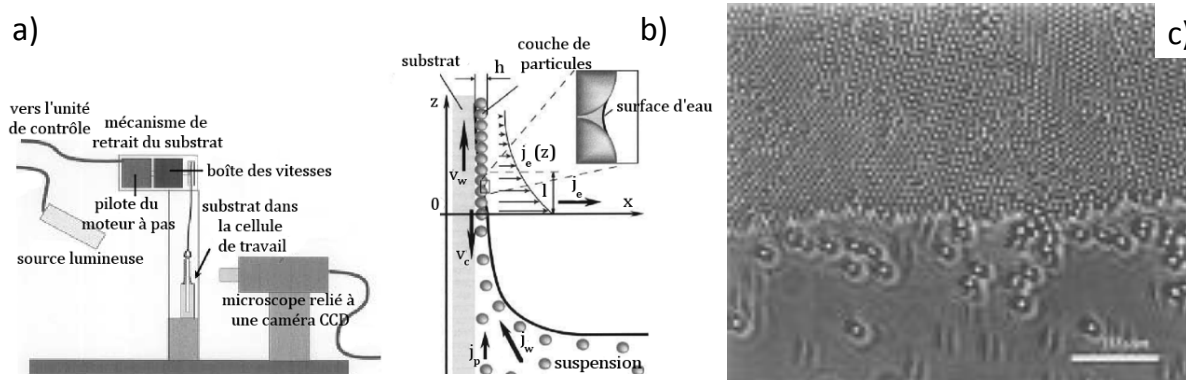 a)
vers l'unité
de contrôle
mécanisme de
retrait du substrat
boîte des vitesses
pilote du
moteur à pas
substrat dans
la cellule
de travail
source lumineuse
microscope relié à
une caméra CCD
b)
substrat
h
couche de
particules
surface d'eau
z
j_e(z)
v_w
l
j_e
0
x
v_c
j_p
j_w
suspension
c)